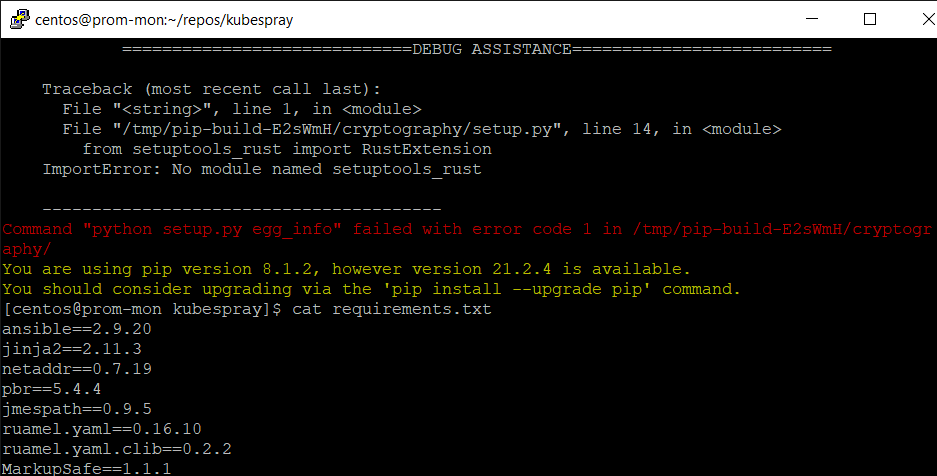 centos@prom-mon:~/repos/kubespray
=============================DEBUG ASSISTANCE==========================
Traceback (most recent call last):
File "<string>", line 1, in <module>
File "/tmp/pip-build-E2sWmH/cryptography/setup.py", line 14, in <module>
from setuptools_rust import RustExtension
ImportError: No module named setuptools_rust
----------------------------------------
Command "python setup.py egg_info" failed with error code 1 in /tmp/pip-build-E2sWmH/cryptogr
aphy/
You are using pip version 8.1.2, however version 21.2.4 is available.
You should consider upgrading via the 'pip install --upgrade pip' command.
[centos@prom-mon kubespray]$ cat requirements.txt
ansible==2.9.20
jinja2==2.11.3
netaddr==0.7.19
pbr==5.4.4
jmespath==0.9.5
ruamel.yaml==0.16.10
ruamel.yaml.clib==0.2.2
MarkupSafe==1.1.1